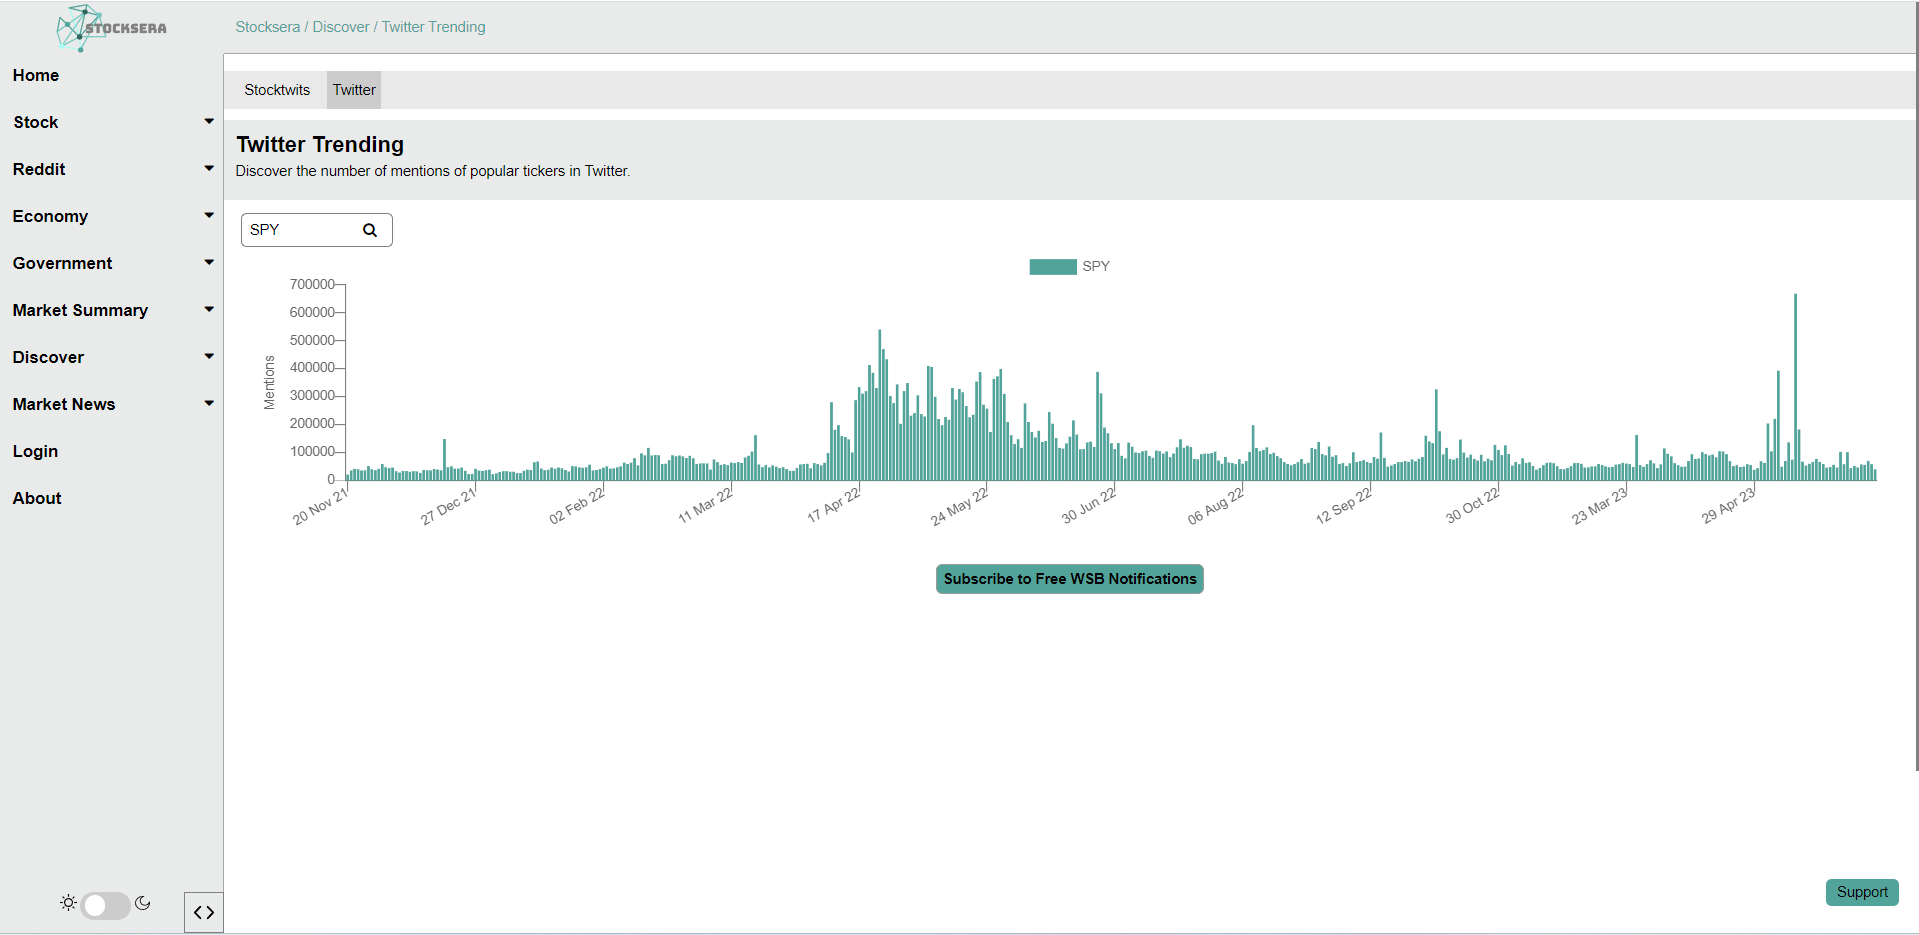 STOCKSERA
Stocksera / Discover / Twitter Trending
Home
Stock
Reddit
Economy
Government
Market Summary
Discover
Market News
Login
About
Stocktwits
Twitter
Twitter Trending
Discover the number of mentions of popular tickers in Twitter.
SPY
SPY
Mentions
700000
600000
500000
400000
300000
200000
100000
0
20 Nov 21
27 Dec 21
02 Feb 22
11 Mar 22
17 Apr 22
24 May 22
30 Jun 22
06 Aug 22
12 Sep 22
30 Oct 22
23 Mar 23
29 Apr 23
Subscribe to Free WSB Notifications
Support